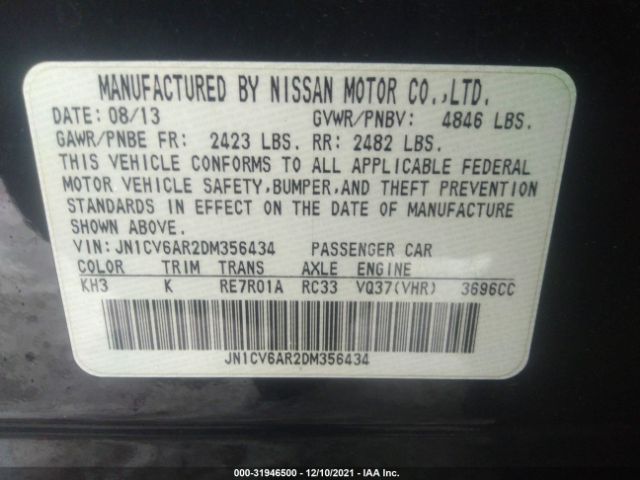 MANUFACTURED BY NISSAN MOTOR CO.,LTD.
DATE: 08/13 GVWR/PNBV: 4846 LBS.
GAWR/PNBE FR: 2423 LBS. RR: 2482 LBS.
THIS VEHICLE CONFORMS TO ALL APPLICABLE FEDERAL
MOTOR VEHICLE SAFETY,BUMPER,AND THEFT PREVENTION
STANDARDS IN EFFECT ON THE DATE OF MANUFACTURE
SHOWN ABOVE.
VIN: JN1CV6AR2DM356434 PASSENGER CAR
COLOR TRIM TRANS AXLE ENGINE
KH3 K RE7R01A RC33 VQ37(VHR) 3696CC
JN1CV6AR2DM356434
000-31946500 - 12/10/2021 - IAA Inc.